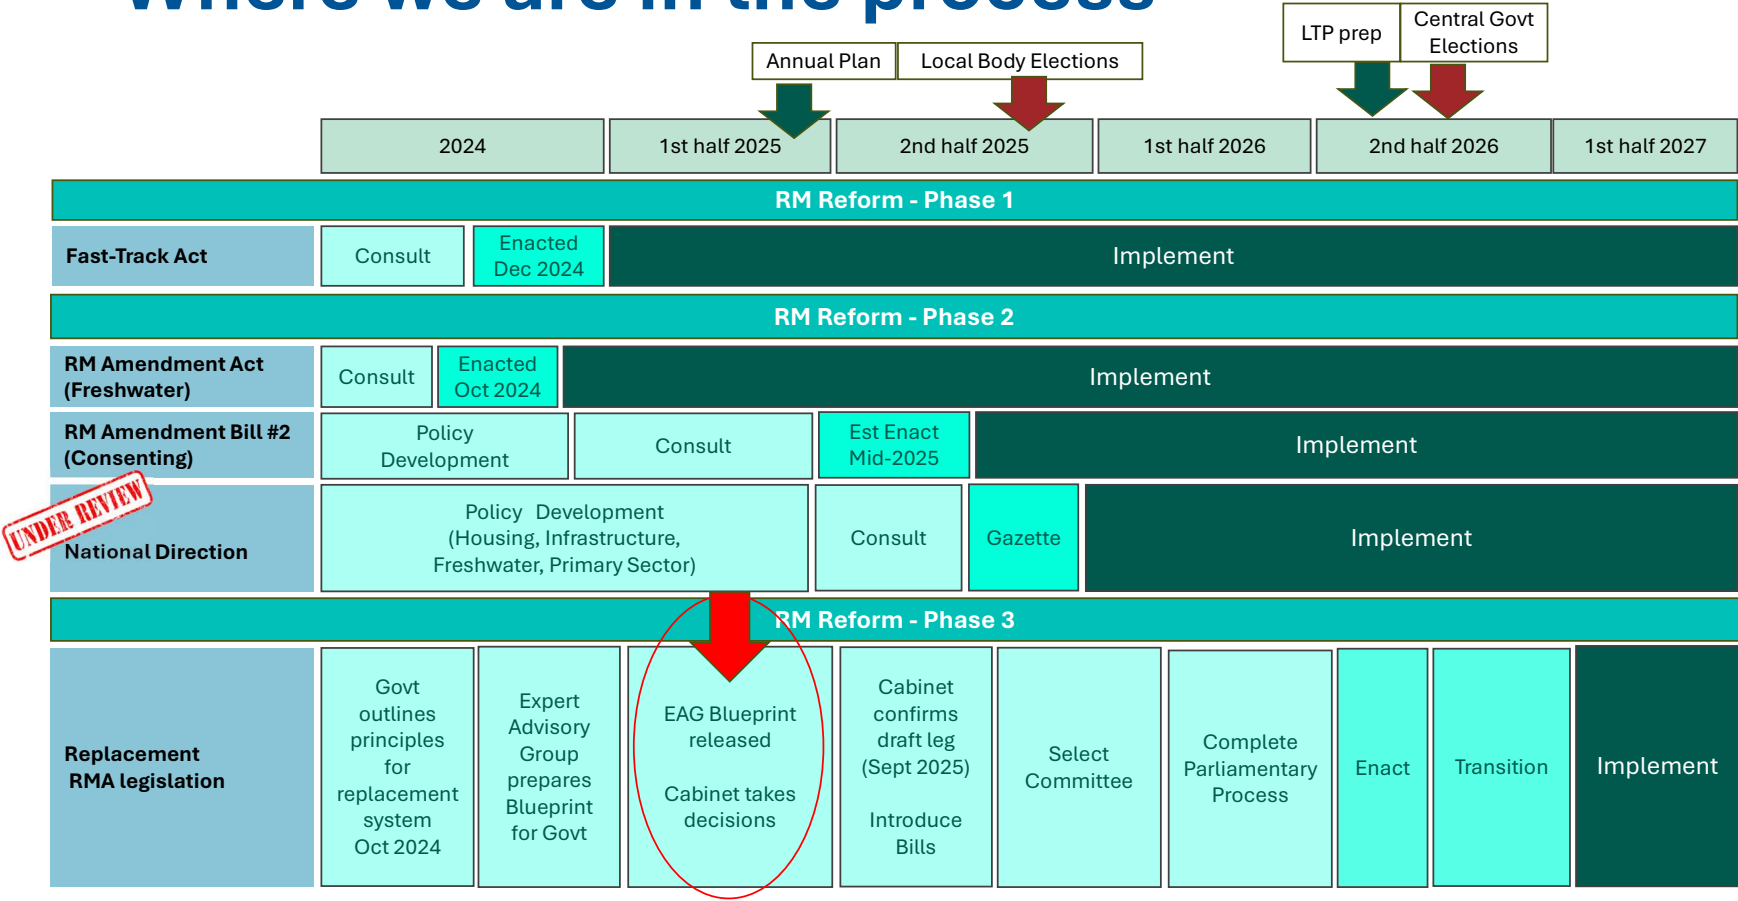 Where we are in the process
Annual Plan
Local Body Elections
LTP prep
Central Govt
Elections
2024
1st half 2025
2nd half 2025
1st half 2026
2nd half 2026
1st half 2027
RM Reform - Phase 1
Fast-Track Act
Consult
Enacted
Dec 2024
Implement
RM Reform - Phase 2
RM Amendment Act
(Freshwater)
Consult
Enacted
Oct 2024
Implement
RM Amendment Bill #2
(Consenting)
Policy
Development
Consult
Est Enact
Mid-2025
Implement
UNDER REVIEW
National Direction
Policy Development
(Housing, Infrastructure,
Freshwater, Primary Sector)
Consult
Gazette
Implement
RM Reform - Phase 3
Replacement
RMA legislation
Govt
outlines
principles
for
replacement
system
Oct 2024
Expert
Advisory
Group
prepares
Blueprint
for Govt
EAG Blueprint
released
Cabinet takes
decisions
Cabinet
confirms
draft leg
(Sept 2025)
Introduce
Bills
Select
Committee
Complete
Parliamentary
Process
Enact
Transition
Implement